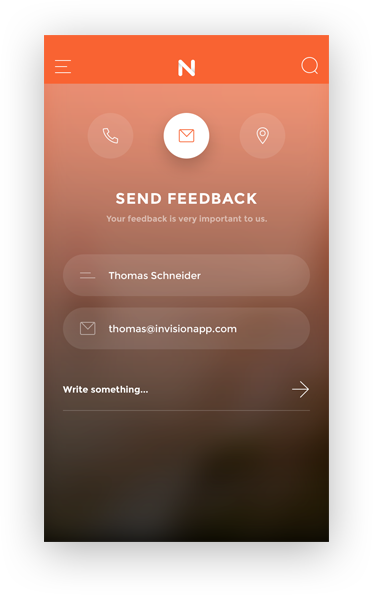 N
SEND FEEDBACK
Your feedback is very important to us.
Thomas Schneider
thomas@invisionapp.com
Write something...